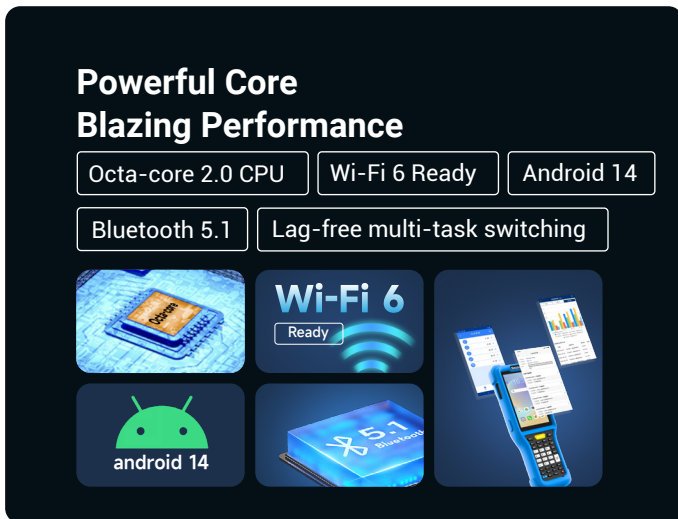 Powerful Core
Blazing Performance
Octa-core 2.0 CPU
Wi-Fi 6 Ready
Android 14
Bluetooth 5.1
Lag-free multi-task switching
Octa-core
Wi-Fi 6
Ready
android 14
5.1
Bluetooth